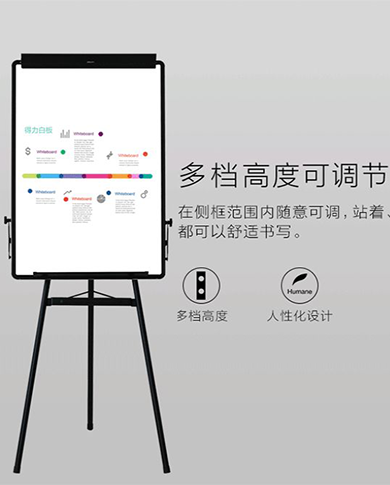 得力白板
Whiteboard
Whiteboard
Whiteboard
Whiteboard
Whiteboard
Whiteboard
多档高度可调节
在侧框范围内随意可调，站着、
都可以舒适书写。
Humane
多档高度
人性化设计